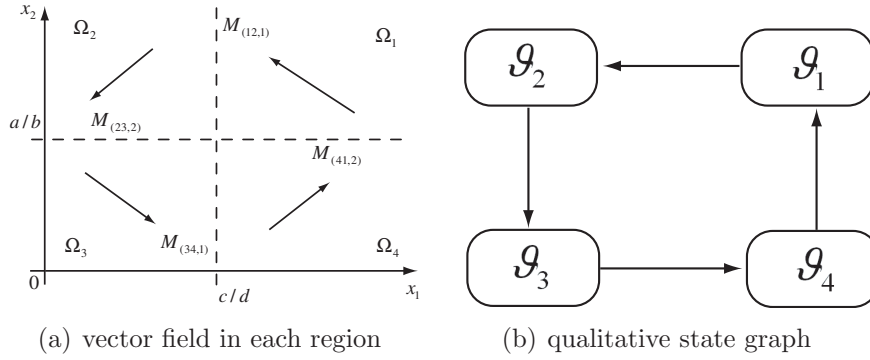 x₂
Ω₂
M₍₁₂,₁₎
Ω₁
a/b
M₍₂₃,₂₎
M₍₄₁,₂₎
Ω₃
M₍₃₄,₁₎
Ω₄
0
c/d
x₁
(a) vector field in each region
ϑ₂
ϑ₁
ϑ₃
ϑ₄
(b) qualitative state graph